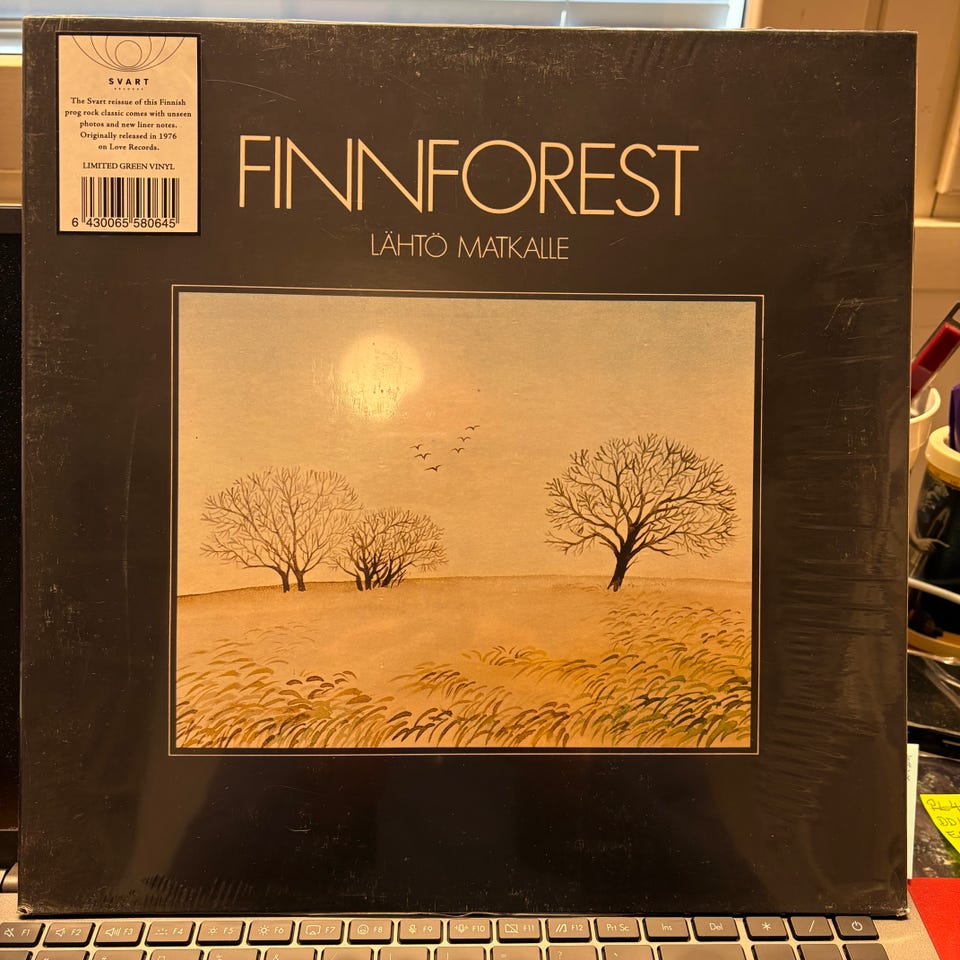 SVART
RECORDS
The Svart reissue of this Finnish
prog rock classic comes with unseen
photos and new liner notes.
Originally released in 1976
on Love Records.
LIMITED GREEN VINYL
6 430065 580645
FINNFOREST
LÄHTÖ MATKALLE
F1 F2 F3 F4 F5 F6 F7 F8 F9 F10 F11 F12 Prt Sc Ins Del * /